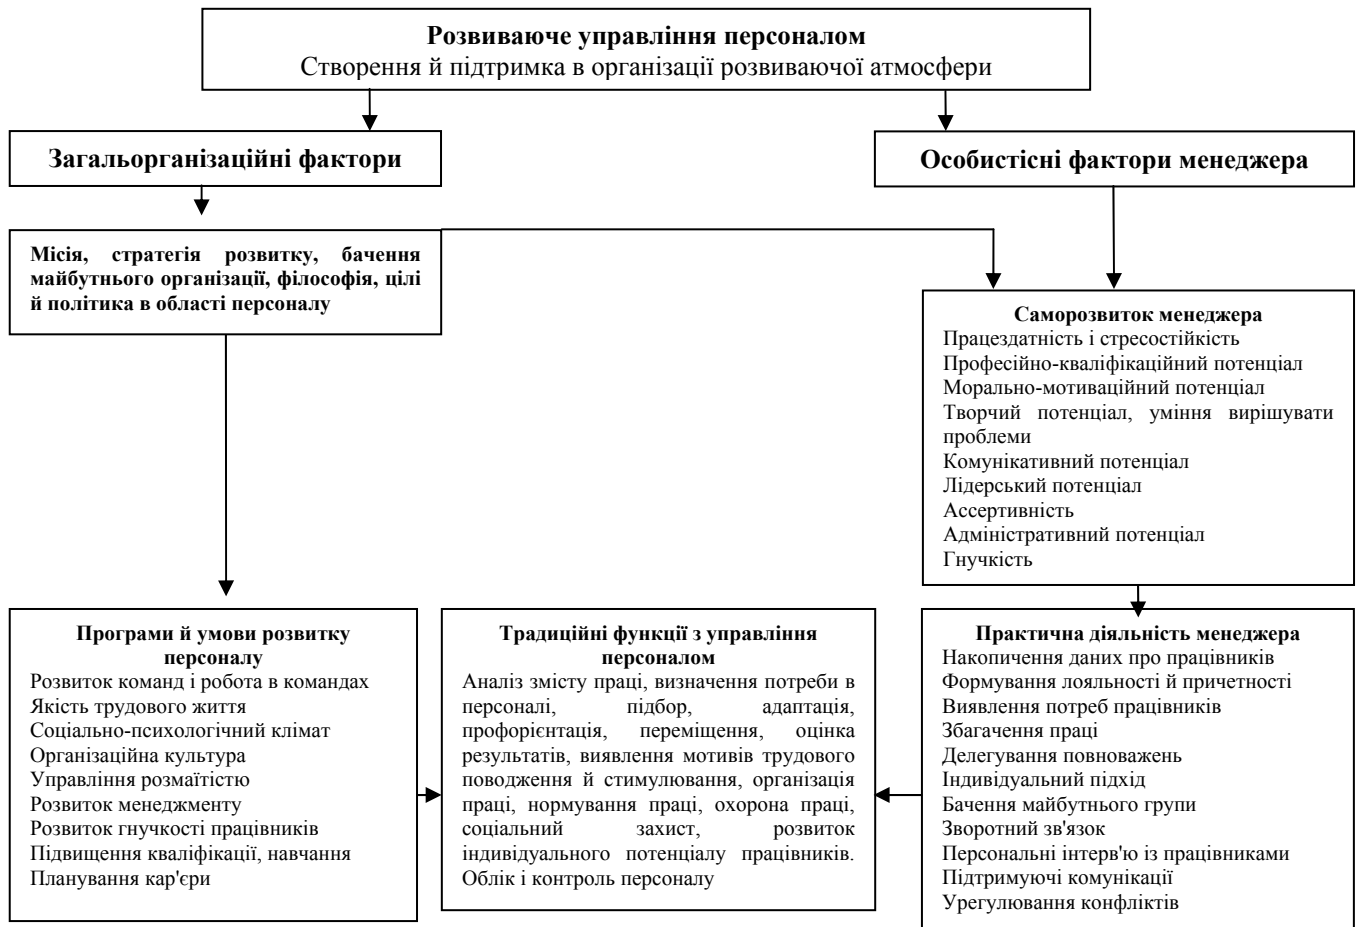 Розвиваюче управління персоналом
Створення й підтримка в організації розвиваючої атмосфери
Загальорганізаційні фактори
Особистісні фактори менеджера
Місія, стратегія розвитку, бачення
майбутнього організації, філософія, цілі
й політика в області персоналу
Саморозвиток менеджера
Працездатність і стресостійкість
Професійно-кваліфікаційний потенціал
Морально-мотиваційний потенціал
Творчий потенціал, уміння вирішувати
проблеми
Комунікативний потенціал
Лідерський потенціал
Ассертивність
Адміністративний потенціал
Гнучкість
Програми й умови розвитку
персоналу
Розвиток команд і робота в командах
Якість трудового життя
Соціально-психологічний клімат
Організаційна культура
Управління розмаїтістю
Розвиток менеджменту
Розвиток гнучкості працівників
Підвищення кваліфікації, навчання
Планування кар'єри
Традиційні функції з управління
персоналом
Аналіз змісту праці, визначення потреби в
персоналі, підбор, адаптація,
профорієнтація, переміщення, оцінка
результатів, виявлення мотивів трудового
поводження й стимулювання, організація
праці, нормування праці, охорона праці,
соціальний захист, розвиток
індивідуального потенціалу працівників.
Облік і контроль персоналу
Практична діяльність менеджера
Накопичення даних про працівників
Формування лояльності й причетності
Виявлення потреб працівників
Збагачення праці
Делегування повноважень
Індивідуальний підхід
Бачення майбутнього групи
Зворотний зв'язок
Персональні інтерв'ю із працівниками
Підтримуючі комунікації
Урегулювання конфліктів